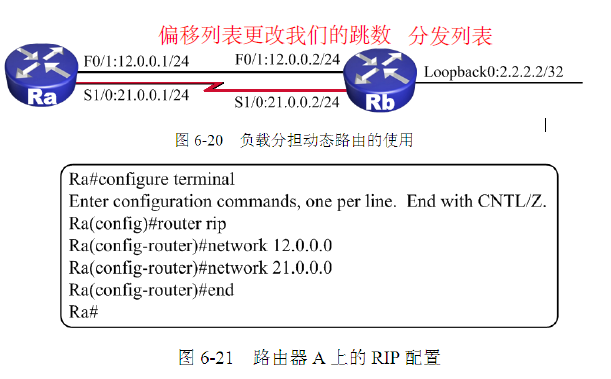 偏移列表更改我们的跳数 分发列表
F0/1:12.0.0.1/24 F0/1:12.0.0.2/24
Loopback0:2.2.2.2/32
Ra Rb
S1/0:21.0.0.1/24 S1/0:21.0.0.2/24
图 6-20 负载分担动态路由的使用
Ra#configure terminal
Enter configuration commands, one per line. End with CNTL/Z.
Ra(config)#router rip
Ra(config-router)#network 12.0.0.0
Ra(config-router)#network 21.0.0.0
Ra(config-router)#end
Ra#
图 6-21 路由器 A 上的 RIP 配置